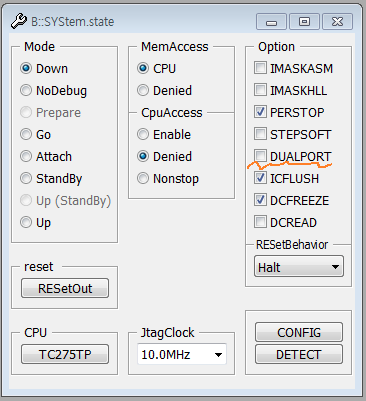 B::SYStem.state
Mode
Down
NoDebug
Prepare
Go
Attach
StandBy
Up (StandBy)
Up
MemAccess
CPU
Denied
CpuAccess
Enable
Denied
Nonstop
Option
IMASKASM
IMASKHLL
PERSTOP
STEPSOFT
DUALPORT
ICFLUSH
DCFREEZE
DCREAD
RESetBehavior
Halt
reset
RESetOut
CPU
TC275TP
JtagClock
10.0MHz
CONFIG
DETECT